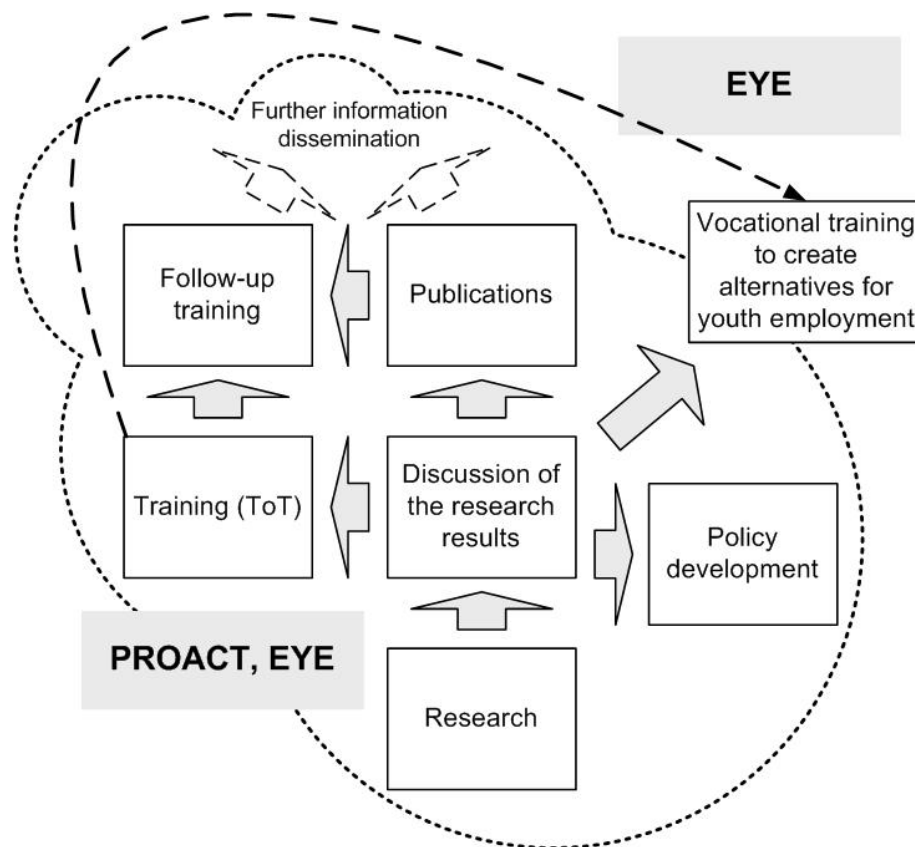 EYE
Further information
dissemination
Vocational training
to create
alternatives for
youth employment
Follow-up
training
Publications
Training (ToT)
Discussion of
the research
results
Policy
development
PROACT, EYE
Research